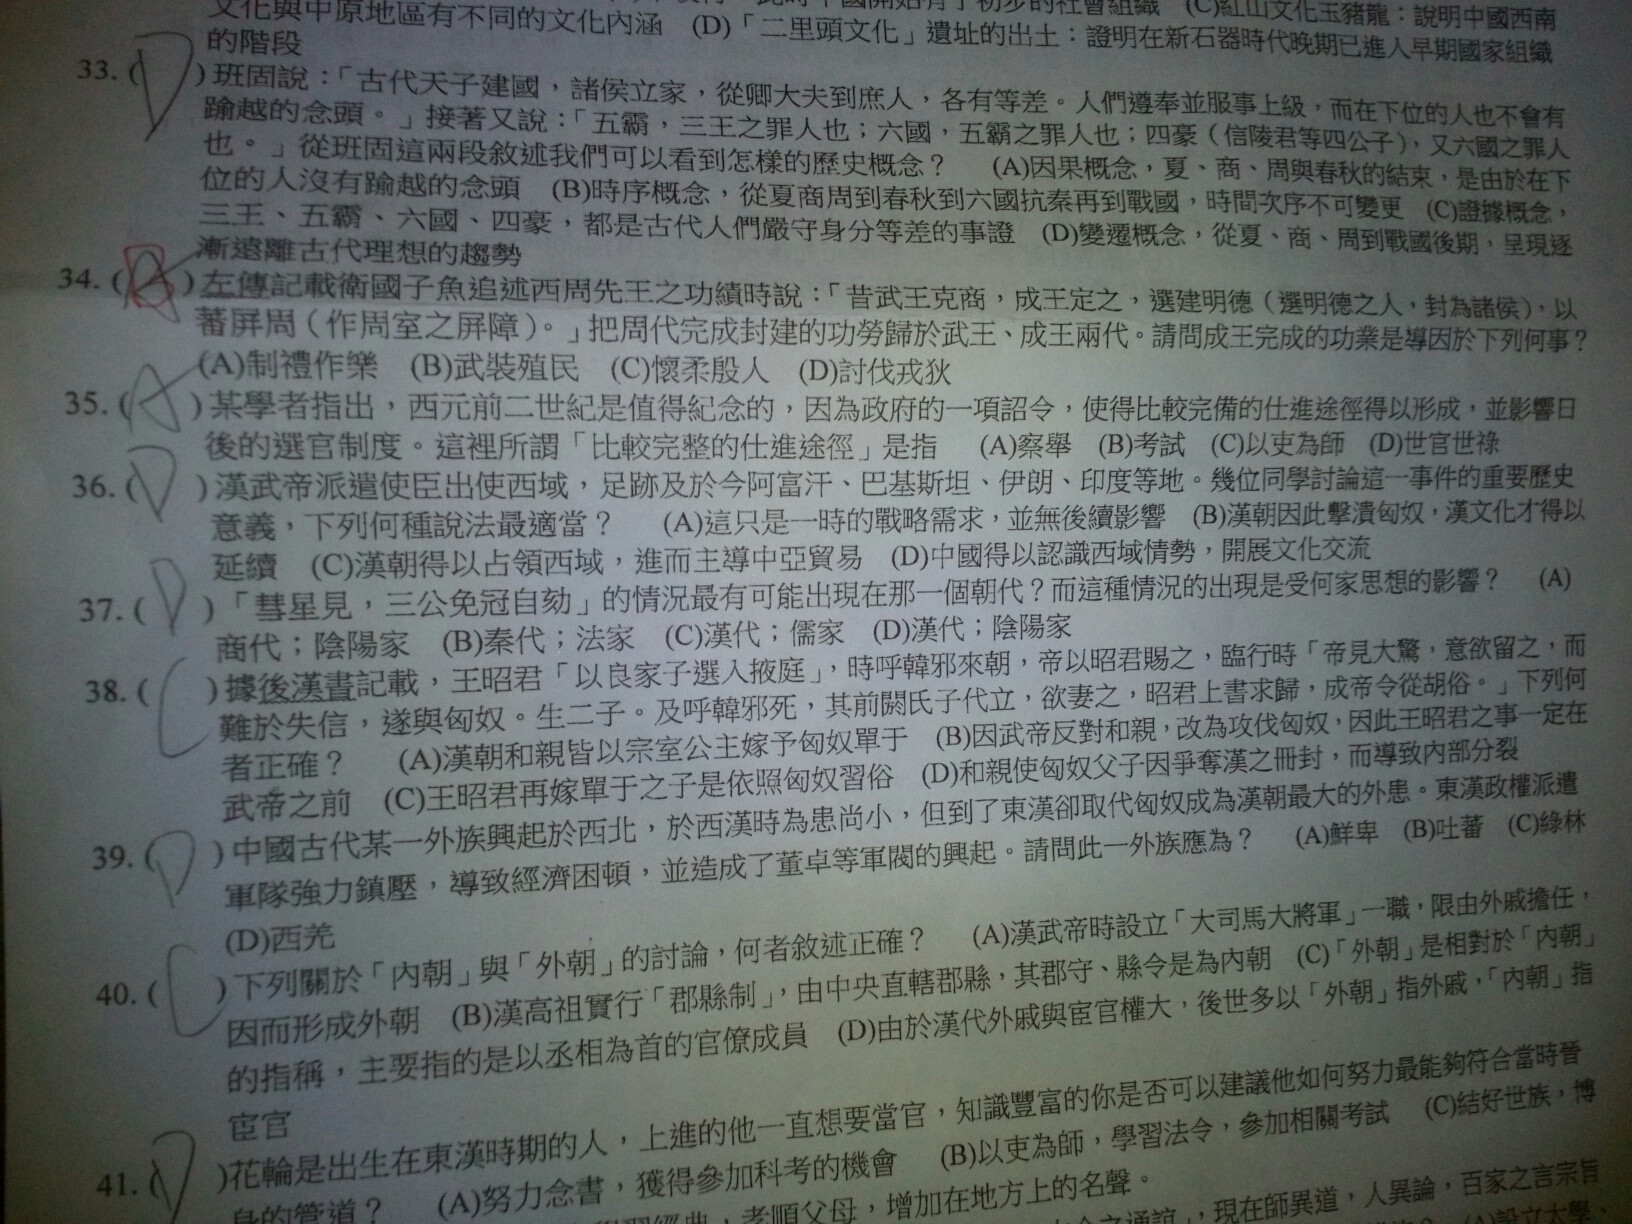 文化與中原地區有不同的文化內涵　(D)「二里頭文化」遺址的出土：證明在新石器時代晚期已進入早期國家組織
的階段
33. (D)班固說：「古代天子建國，諸侯立家，從卿大夫到庶人，各有等差。人們遵奉並服事上級，而在下位的人也不會有
踰越的念頭。」接著又說：「五霸，三王之罪人也；六國，五霸之罪人也；四豪（信陵君等四公子），又六國之罪人
也。」從班固這兩段敘述我們可以看到怎樣的歷史概念？　(A)因果概念，夏、商、周與春秋的結束，是由於在下
位的人沒有踰越的念頭　(B)時序概念，從夏商周到春秋到六國抗秦再到戰國，時間次序不可變更　(C)證據概念，
三王、五霸、六國、四豪，都是古代人們嚴守身分等差的事證　(D)變遷概念，從夏、商、周到戰國後期，呈現逐
漸遠離古代理想的趨勢
34. (B)左傳記載衛國子魚追述西周先王之功績時說：「昔武王克商，成王定之，選建明德（選明德之人，封為諸侯），以
蕃屏周（作周室之屏障）。」把周代完成封建的功勞歸於武王、成王兩代。請問成王完成的功業是導因於下列何事？
(A)制禮作樂　(B)武裝殖民　(C)懷柔殷人　(D)討伐戎狄
35. (A)某學者指出，西元前二世紀是值得紀念的，因為政府的一項詔令，使得比較完備的仕進途徑得以形成，並影響日
後的選官制度。這裡所謂「比較完整的仕進途徑」是指　(A)察舉　(B)考試　(C)以吏為師　(D)世官世祿
36. (D)漢武帝派遣使臣出使西域，足跡及於今阿富汗、巴基斯坦、伊朗、印度等地。幾位同學討論這一事件的重要歷史
意義，下列何種說法最適當？　(A)這只是一時的戰略需求，並無後續影響　(B)漢朝因此擊潰匈奴，漢文化才得以
延續　(C)漢朝得以占領西域，進而主導中亞貿易　(D)中國得以認識西域情勢，開展文化交流
37. (D)「彗星見，三公免冠自劾」的情況最有可能出現在那一個朝代？而這種情況的出現是受何家思想的影響？　(A)
商代；陰陽家　(B)秦代；法家　(C)漢代；儒家　(D)漢代；陰陽家
38. (C)據後漢書記載，王昭君「以良家子選入掖庭」，時呼韓邪來朝，帝以昭君賜之，臨行時「帝見大驚，意欲留之，而
難於失信，遂與匈奴。生二子。及呼韓邪死，其前閼氏子代立，欲妻之，昭君上書求歸，成帝令從胡俗。」下列何
者正確？　(A)漢朝和親皆以宗室公主嫁予匈奴單于　(B)因武帝反對和親，改為攻伐匈奴，因此王昭君之事一定在
武帝之前　(C)王昭君再嫁單于之子是依照匈奴習俗　(D)和親使匈奴父子因爭奪漢之冊封，而導致內部分裂
39. (D)中國古代某一外族興起於西北，於西漢時為患尚小，但到了東漢卻取代匈奴成為漢朝最大的外患。東漢政權派遣
軍隊強力鎮壓，導致經濟困頓，並造成了董卓等軍閥的興起。請問此一外族應為？　(A)鮮卑　(B)吐蕃　(C)綠林
(D)西羌
40. (C)下列關於「內朝」與「外朝」的討論，何者敘述正確？　(A)漢武帝時設立「大司馬大將軍」一職，限由外戚擔任，
因而形成外朝　(B)漢高祖實行「郡縣制」，由中央直轄郡縣，其郡守、縣令是為內朝　(C)「外朝」是相對於「內朝」
的指稱，主要指的是以丞相為首的官僚成員　(D)由於漢代外戚與宦官權大，後世多以「外朝」指外戚，「內朝」指
宦官
41. (D)花輪是出生在東漢時期的人，上進的他一直想要當官，知識豐富的你是否可以建議他如何努力最能夠符合當時晉
身的管道？　(A)努力念書，獲得參加科考的機會　(B)以吏為師，學習法令，參加相關考試　(C)結好世族，博
孝順父母，增加在地方上的名聲。
現在師異道，人異論，百家之言宗旨